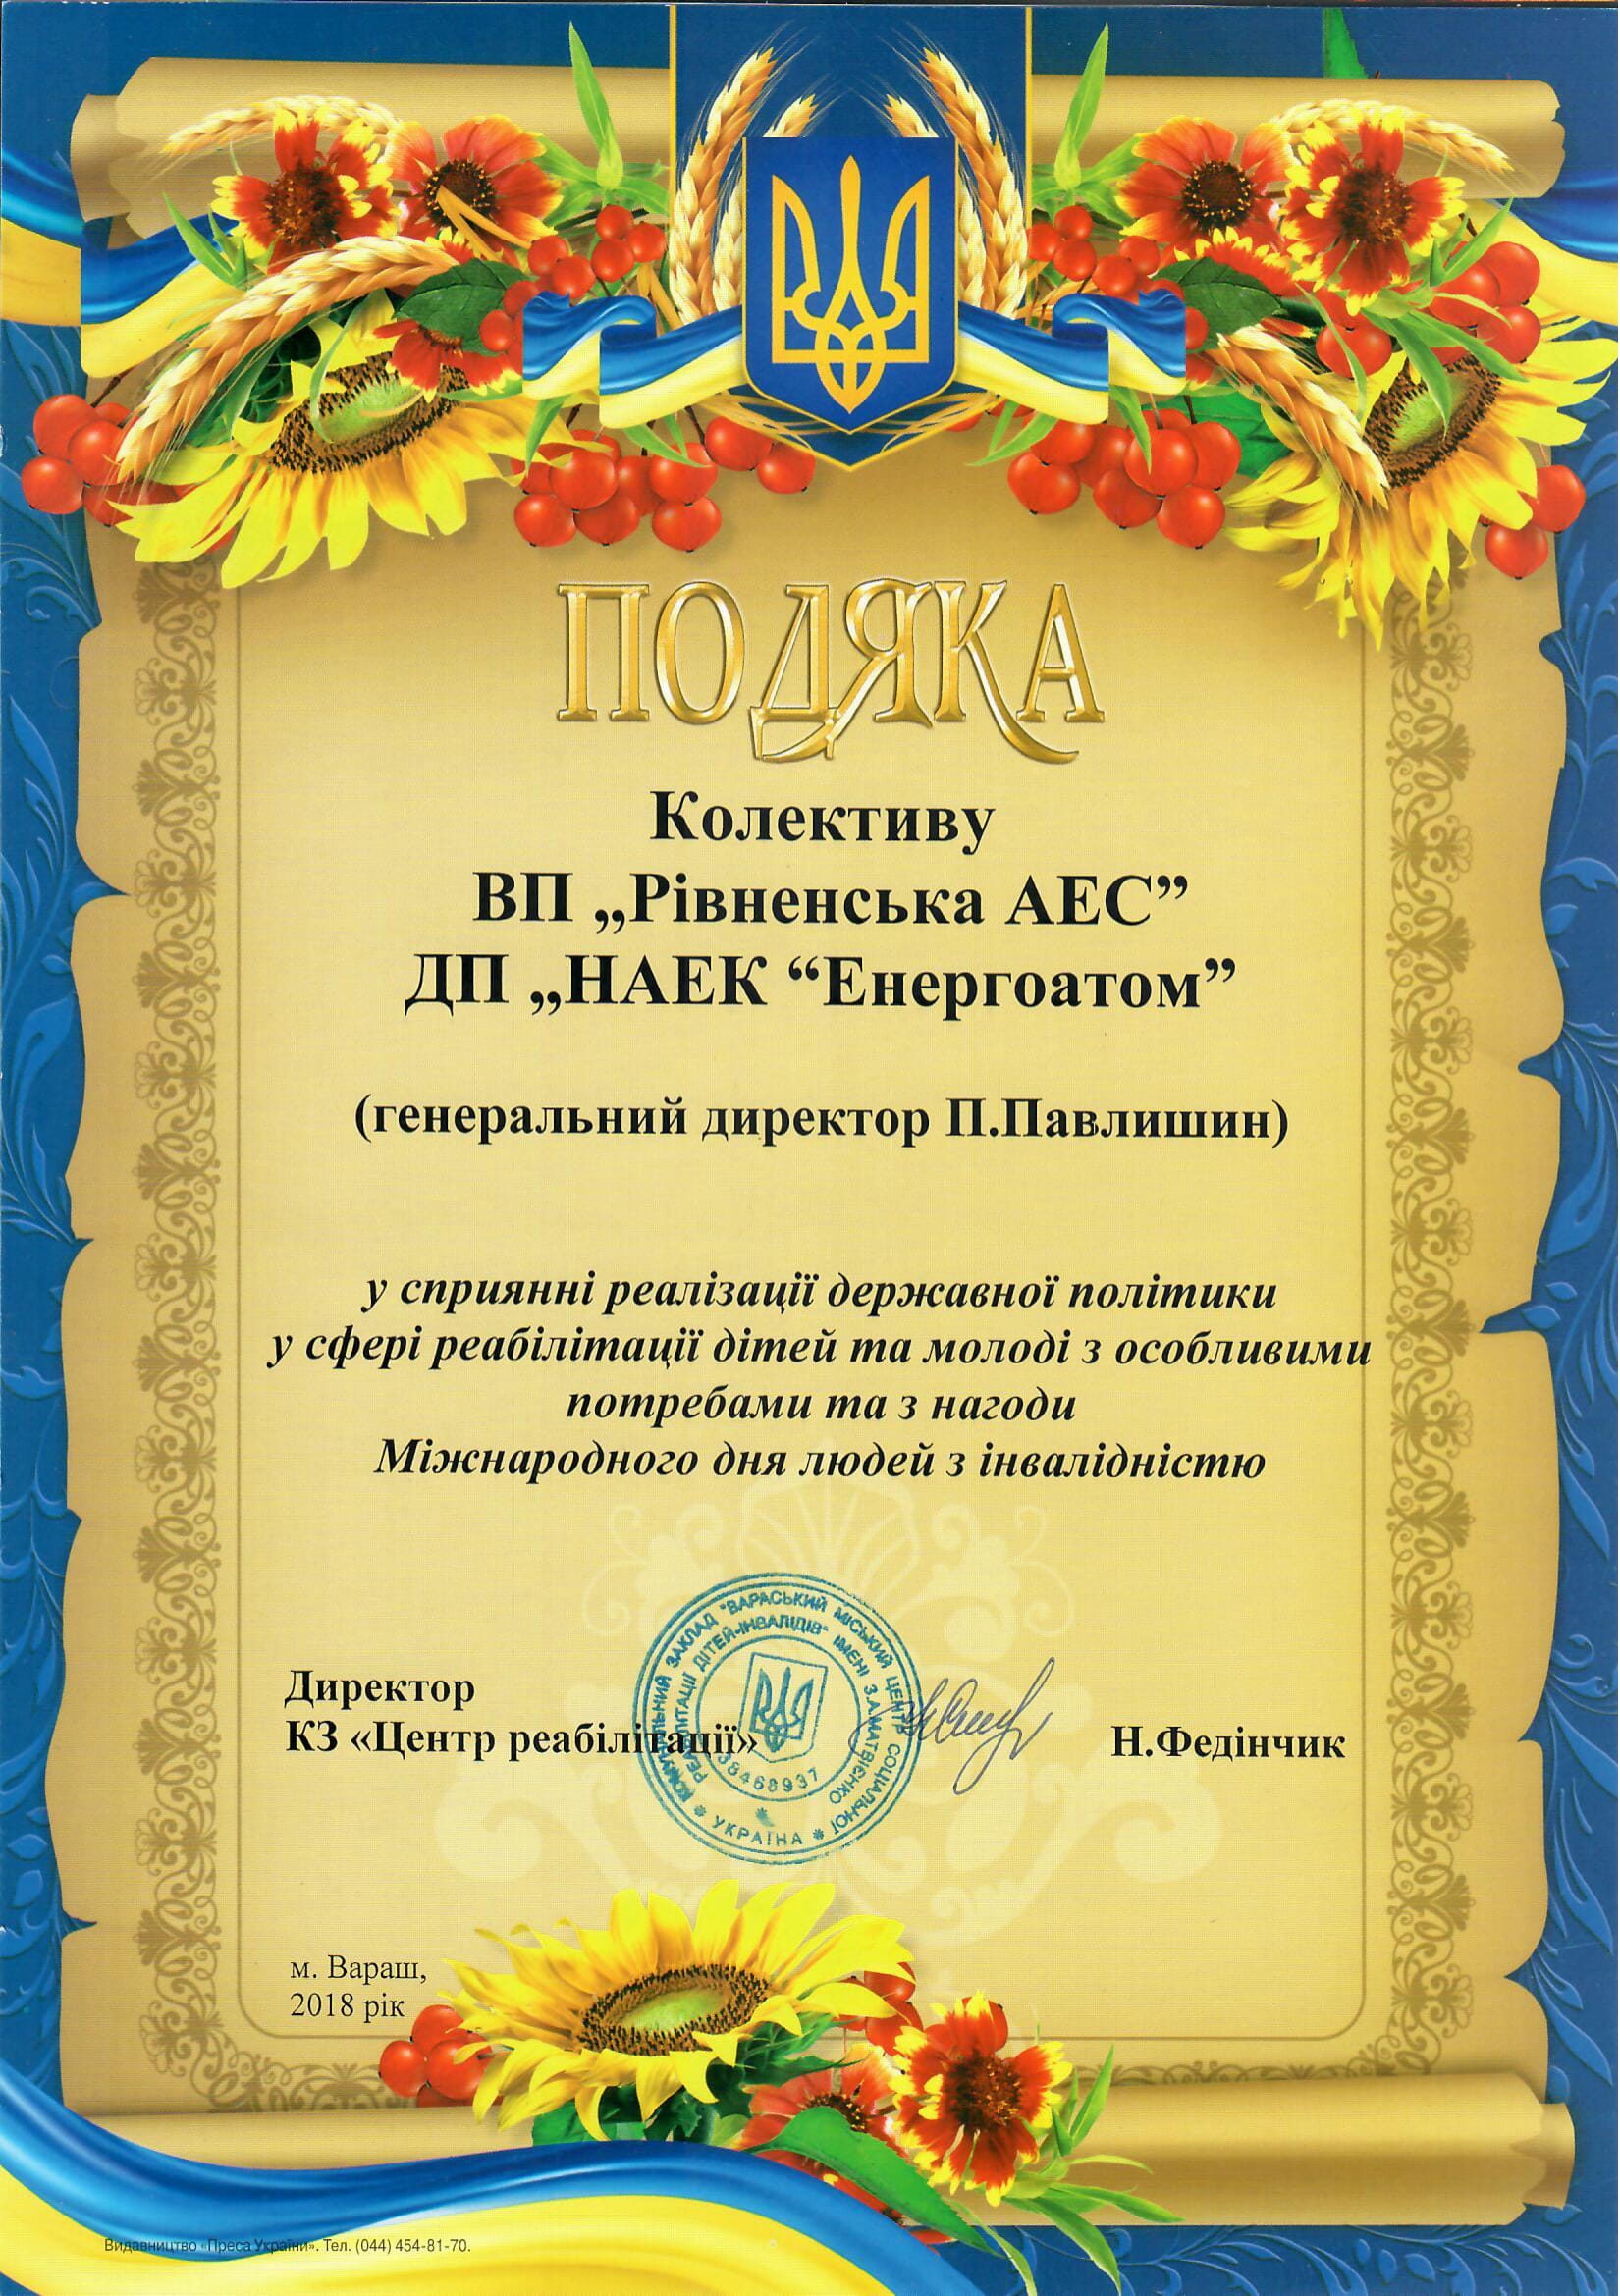 ПОДЯКА
Колективу
ВП „Рівненська АЕС”
ДП „НАЕК “Енергоатом”
(генеральний директор П.Павлишин)
у сприянні реалізації державної політики
у сфері реабілітації дітей та молоді з особливими
потребами та з нагоди
Міжнародного дня людей з інвалідністю
КОМУНАЛЬНИЙ ЗАКЛАД "ВАРАСЬКИЙ МІСЬКИЙ ЦЕНТР СОЦІАЛЬНОЇ
РЕАБІЛІТАЦІЇ ДІТЕЙ-ІНВАЛІДІВ" ІМЕНІ З.А.МАТВІЄНКО
38468937
* УКРАЇНА *
Директор
КЗ «Центр реабілітації»
Н.Федінчик
м. Вараш,
2018 рік
Видавництво «Преса України». Тел. (044) 454-81-70.